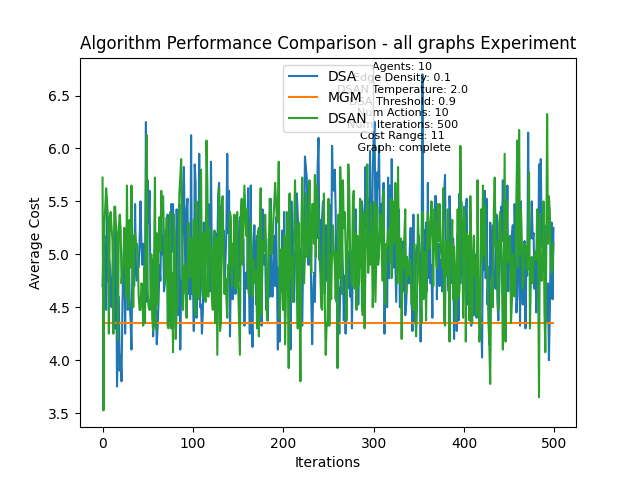 Algorithm Performance Comparison - all graphs Experiment
Agents: 10
Edge Density: 0.1
DSAN Temperature: 2.0
DSA Threshold: 0.9
Num Actions: 10
Num Iterations: 500
Cost Range: 11
Graph: complete
DSA
MGM
DSAN
Average Cost
6.5
6.0
5.5
5.0
4.5
4.0
3.5
0 100 200 300 400 500
Iterations